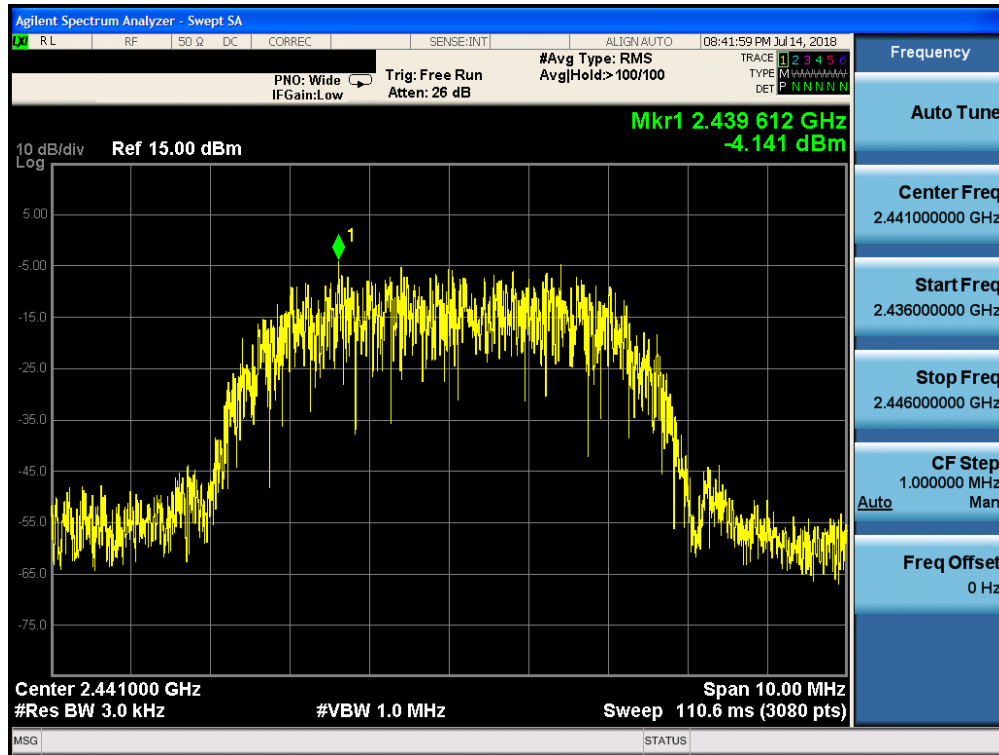 Agilent Spectrum Analyzer - Swept SA
LXI RL RF 50 Ω DC CORREC SENSE:INT ALIGN AUTO 08:41:59 PM Jul 14, 2018
PNO: Wide
IFGain:Low
Trig: Free Run
Atten: 26 dB
#Avg Type: RMS
Avg|Hold:>100/100
TRACE 1 2 3 4 5 6
TYPE M
DET P N N N N N
Mkr1 2.439 612 GHz
-4.141 dBm
10 dB/div Ref 15.00 dBm
Log
1
5.00
-5.00
-15.0
-25.0
-35.0
-45.0
-55.0
-65.0
-75.0
Center 2.441000 GHz Span 10.00 MHz
#Res BW 3.0 kHz #VBW 1.0 MHz Sweep 110.6 ms (3080 pts)
MSG STATUS
Frequency
Auto Tune
Center Freq
2.441000000 GHz
Start Freq
2.436000000 GHz
Stop Freq
2.446000000 GHz
CF Step
1.000000 MHz
Auto Man
Freq Offset
0 Hz